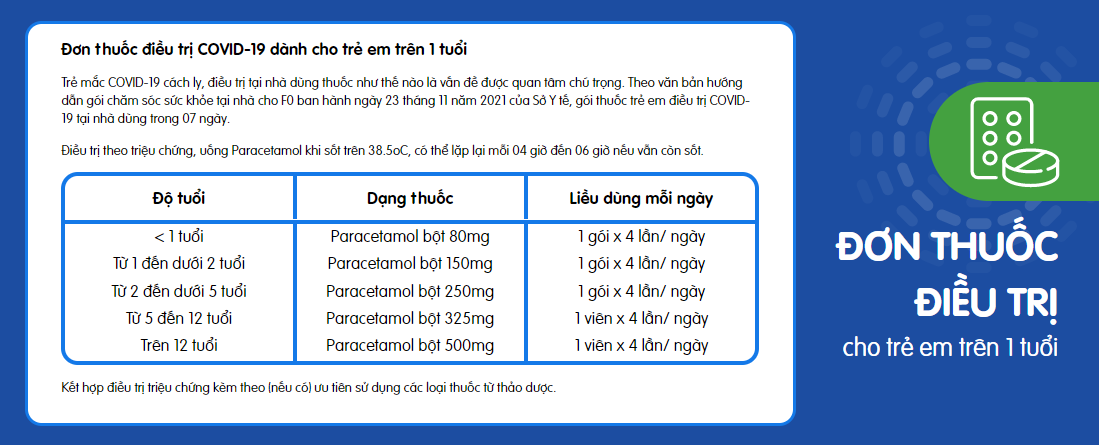 Đơn thuốc điều trị COVID-19 dành cho trẻ em trên 1 tuổi
Trẻ mắc COVID-19 cách ly, điều trị tại nhà dùng thuốc như thế nào là vấn đề được quan tâm chú trọng. Theo văn bản hướng
dẫn gói chăm sóc sức khỏe tại nhà cho F0 ban hành ngày 23 tháng 11 năm 2021 của Sở Y tế, gói thuốc trẻ em điều trị COVID-
19 tại nhà dùng trong 07 ngày.
Điều trị theo triệu chứng, uống Paracetamol khi sốt trên 38.5oC, có thể lặp lại mỗi 04 giờ đến 06 giờ nếu vẫn còn sốt.
Độ tuổi Dạng thuốc Liều dùng mỗi ngày
< 1 tuổi Paracetamol bột 80mg 1 gói x 4 lần/ ngày
Từ 1 đến dưới 2 tuổi Paracetamol bột 150mg 1 gói x 4 lần/ ngày
Từ 2 đến dưới 5 tuổi Paracetamol bột 250mg 1 gói x 4 lần/ ngày
Từ 5 đến 12 tuổi Paracetamol bột 325mg 1 viên x 4 lần/ ngày
Trên 12 tuổi Paracetamol bột 500mg 1 viên x 4 lần/ ngày
Kết hợp điều trị triệu chứng kèm theo (nếu có) ưu tiên sử dụng các loại thuốc từ thảo dược.
ĐƠN THUỐC
ĐIỀU TRỊ
cho trẻ em trên 1 tuổi